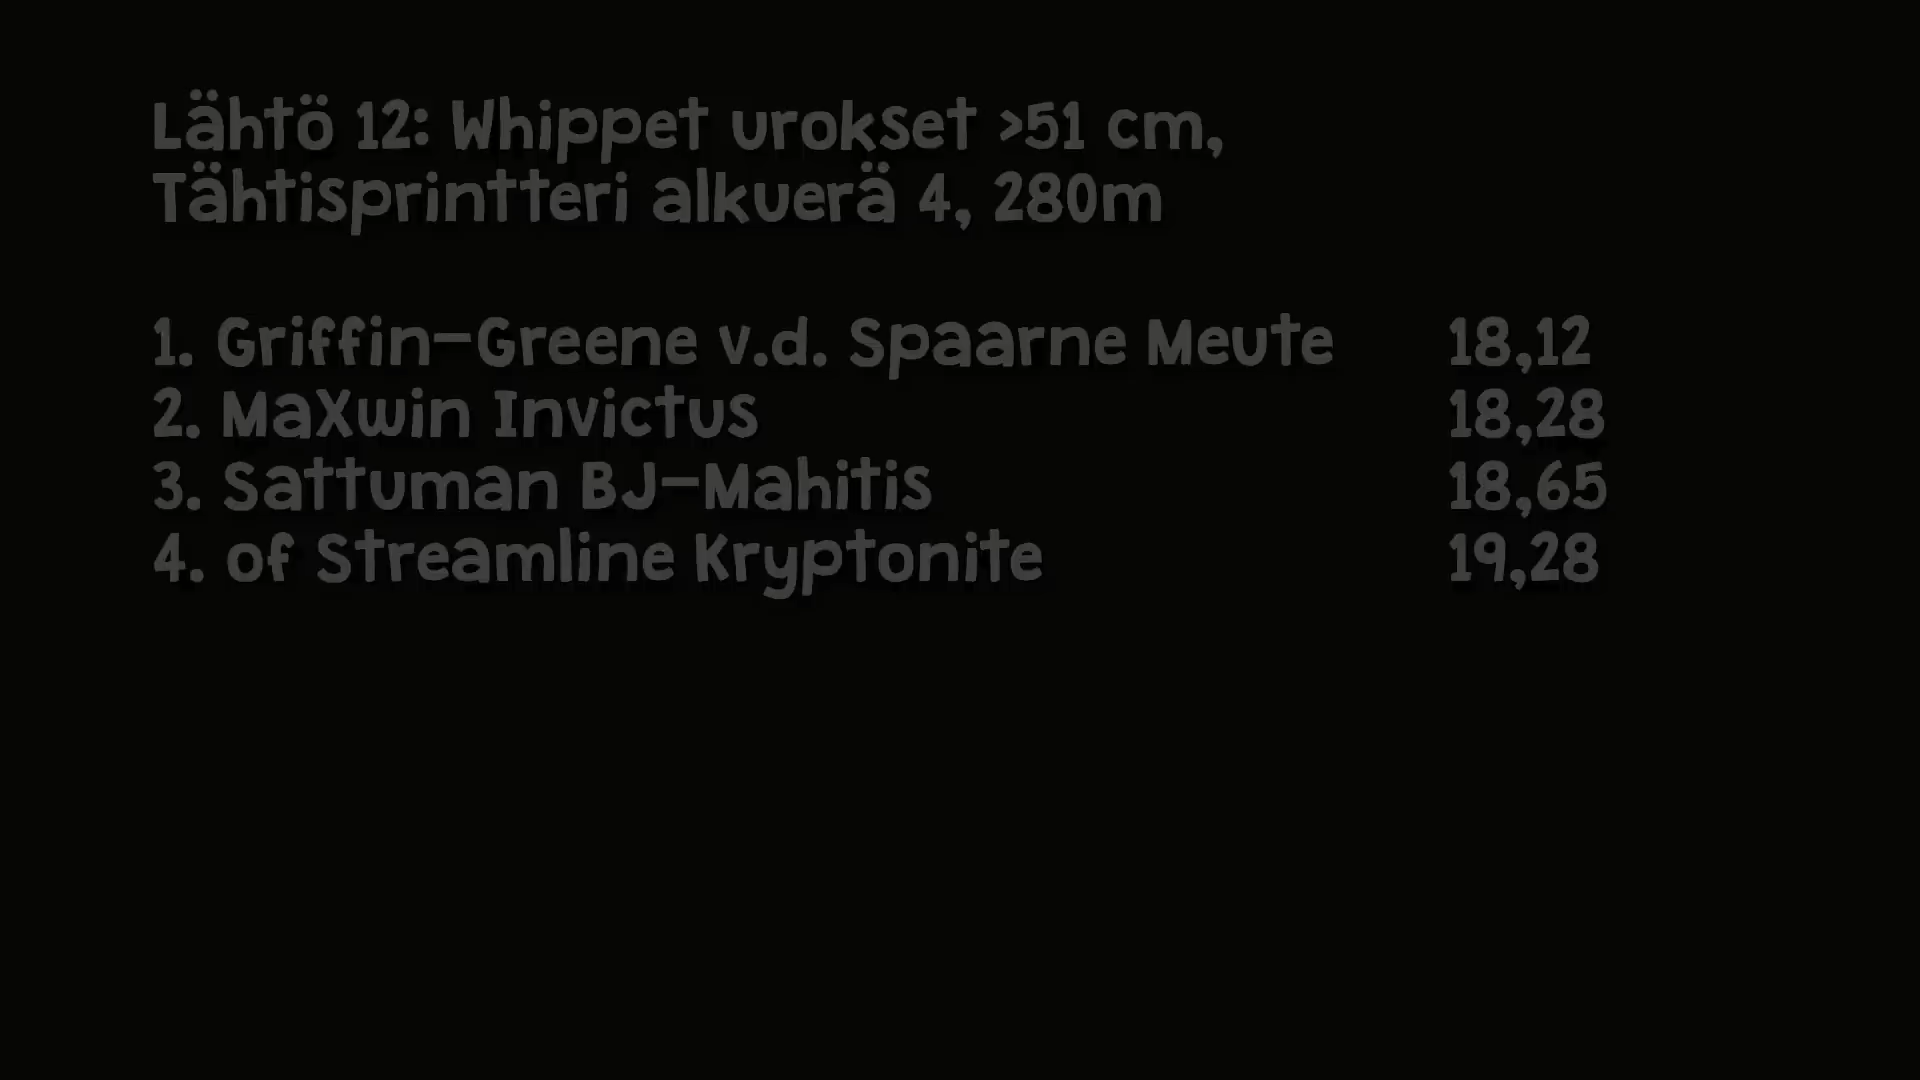 Lähtö 12: Whippet urokset >51 cm,
Tähtisprintteri alkuerä 4, 280m
1. Griffin-Greene v.d. Spaarne Meute 18,12
2. MaXwin Invictus 18,28
3. Sattuman BJ-Mahitis 18,65
4. of Streamline Kryptonite 19,28